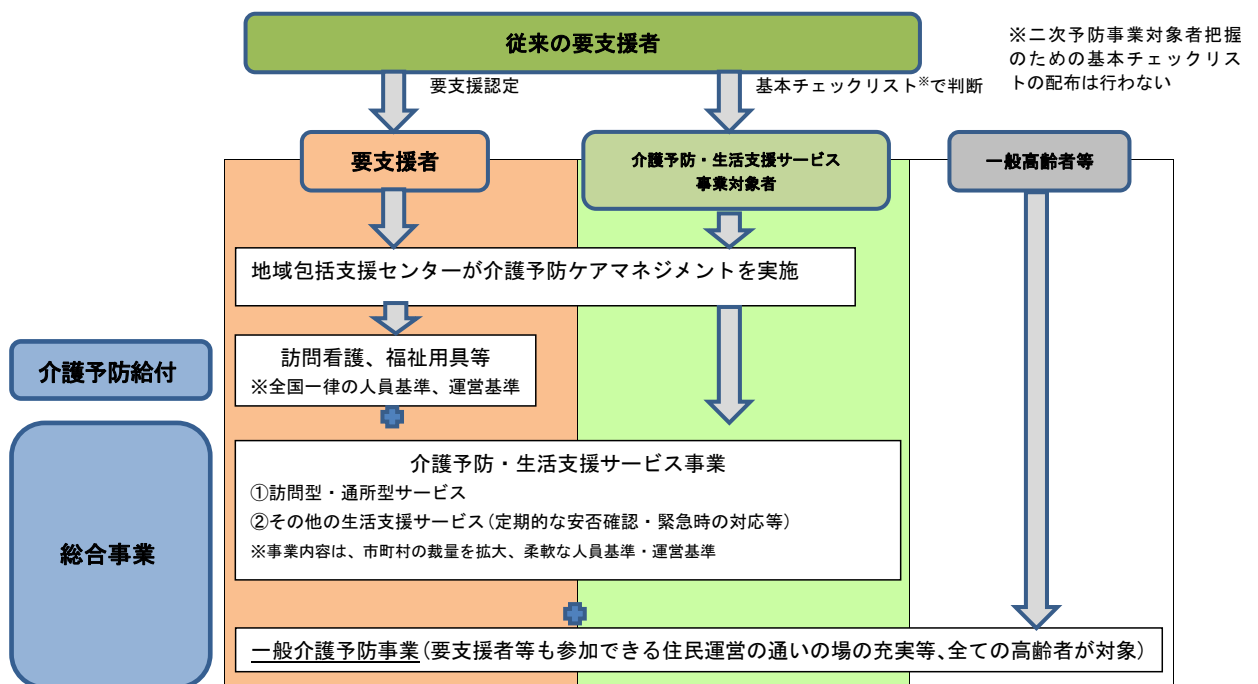 従来の要支援者
※二次予防事業対象者把握
のための基本チェックリス
トの配布は行わない
要支援認定
基本チェックリスト※で判断
要支援者
介護予防・生活支援サービス
事業対象者
一般高齢者等
地域包括支援センターが介護予防ケアマネジメントを実施
介護予防給付
訪問看護、福祉用具等
※全国一律の人員基準、運営基準
総合事業
介護予防・生活支援サービス事業
①訪問型・通所型サービス
②その他の生活支援サービス(定期的な安否確認・緊急時の対応等)
※事業内容は、市町村の裁量を拡大、柔軟な人員基準・運営基準
一般介護予防事業(要支援者等も参加できる住民運営の通いの場の充実等、全ての高齢者が対象)